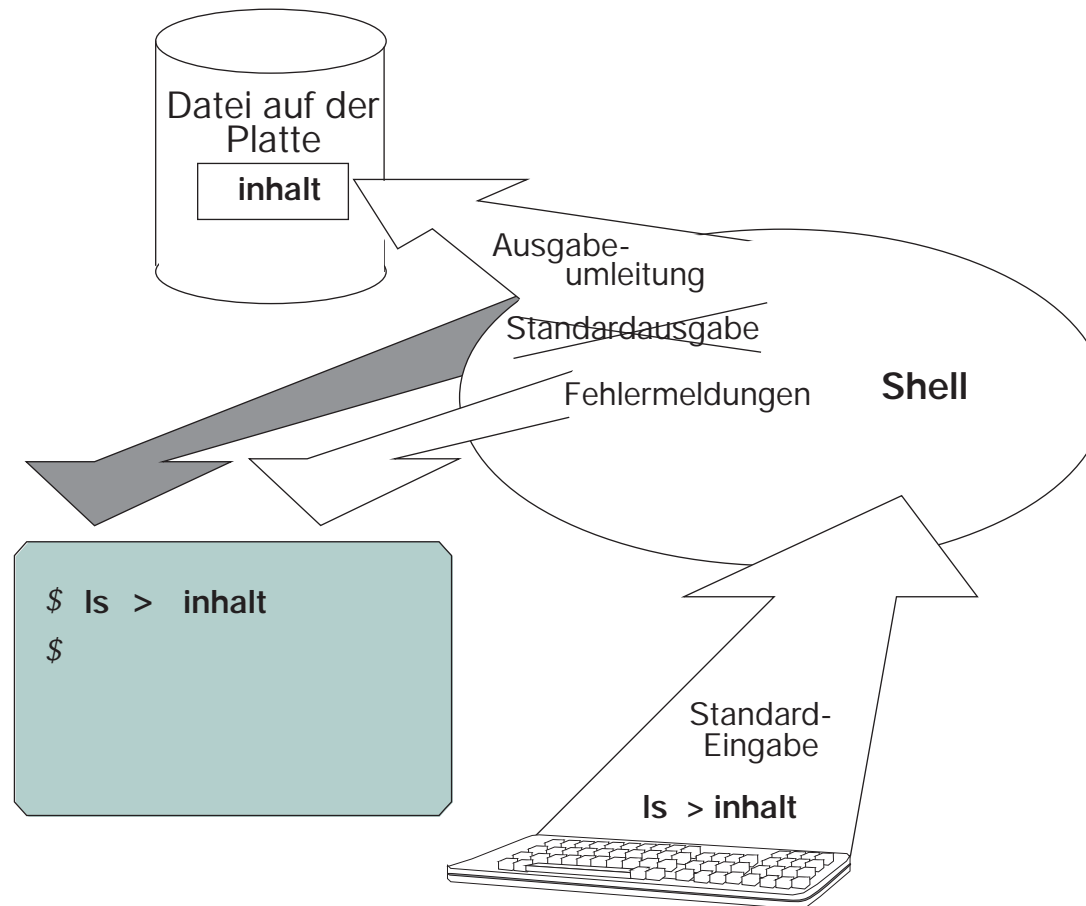 Datei auf der
Platte
inhalt
Ausgabe-
umleitung
Standardausgabe
Fehlermeldungen
Shell
$ ls > inhalt
$
Standard-
Eingabe
ls > inhalt